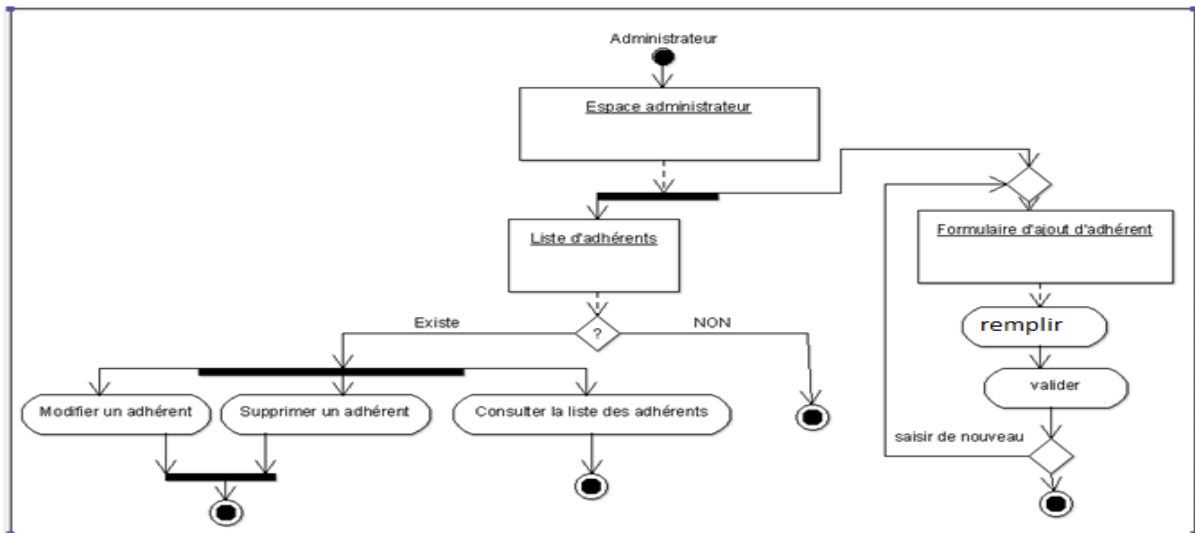 Administrateur
Espace administrateur
Liste d'adhérents
Formulaire d'ajout d'adhérent
Existe
?
NON
remplir
valider
Modifier un adhérent
Supprimer un adhérent
Consulter la liste des adhérents
saisir de nouveau